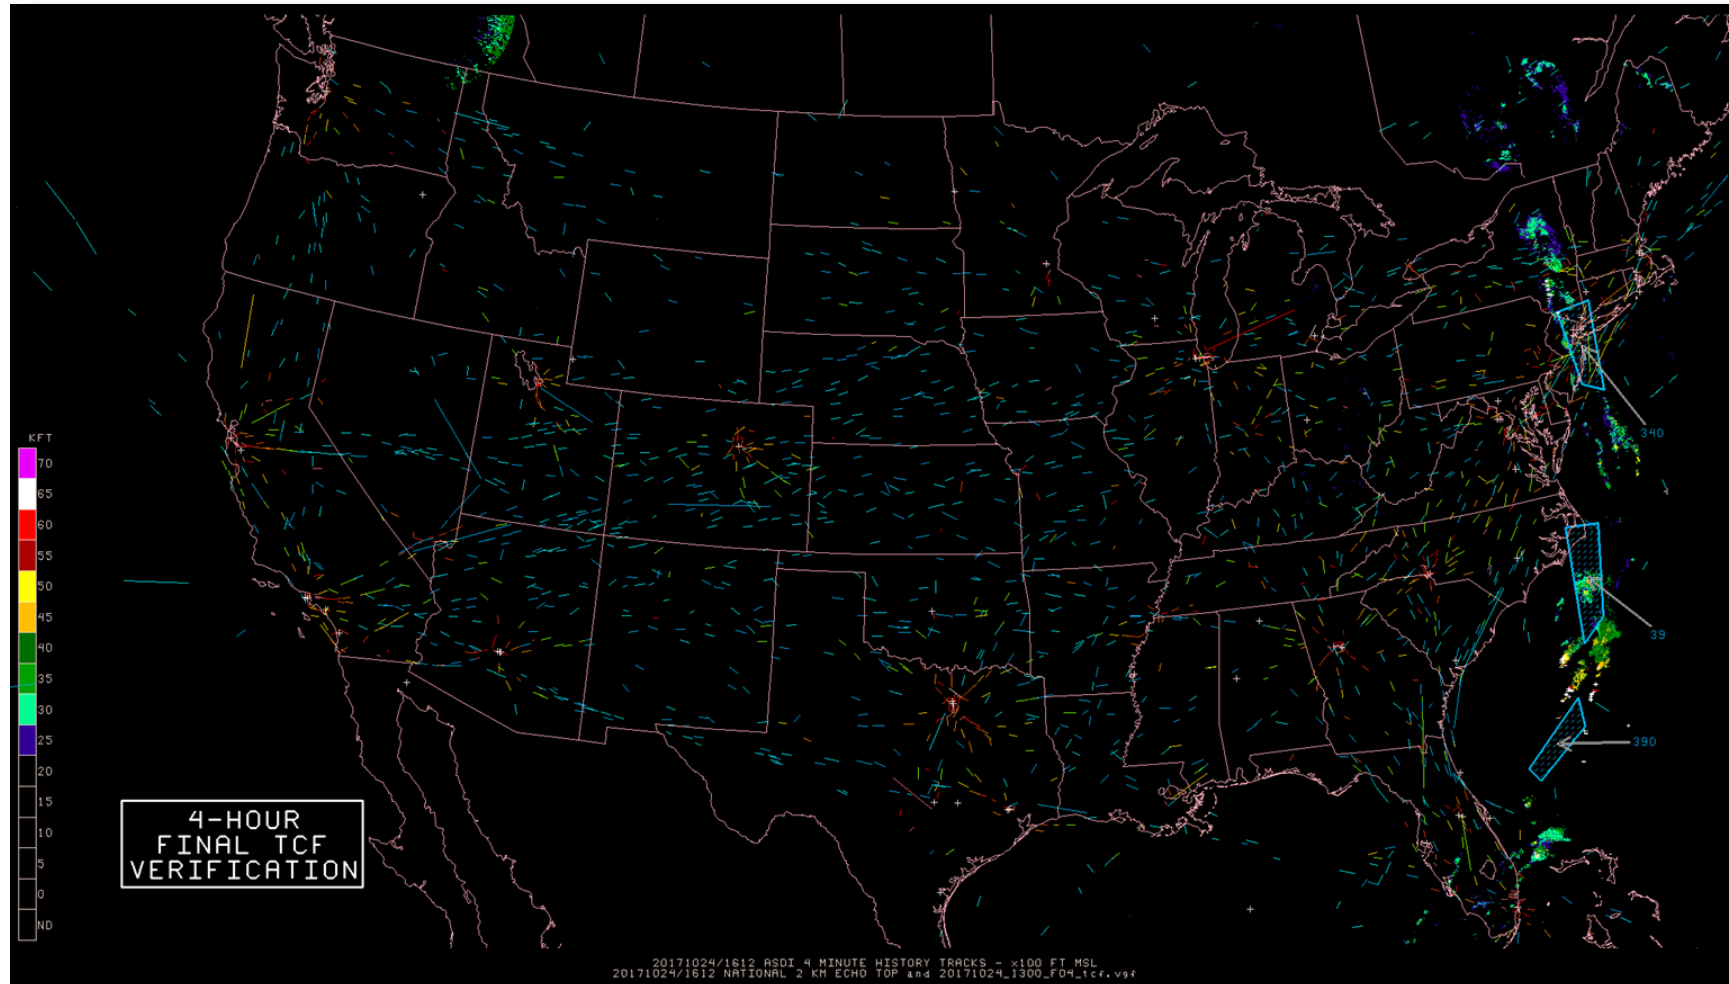 KFT
70
65
60
55
50
45
40
35
30
25
20
15
10
5
0
ND
340
39
390
4-HOUR
FINAL TCF
VERIFICATION
20171024/1612 ASDI 4 MINUTE HISTORY TRACKS - x100 FT MSL
20171024/1612 NATIONAL 2 KM ECHO TOP and 20171024_1300_F04_tcf.vgf